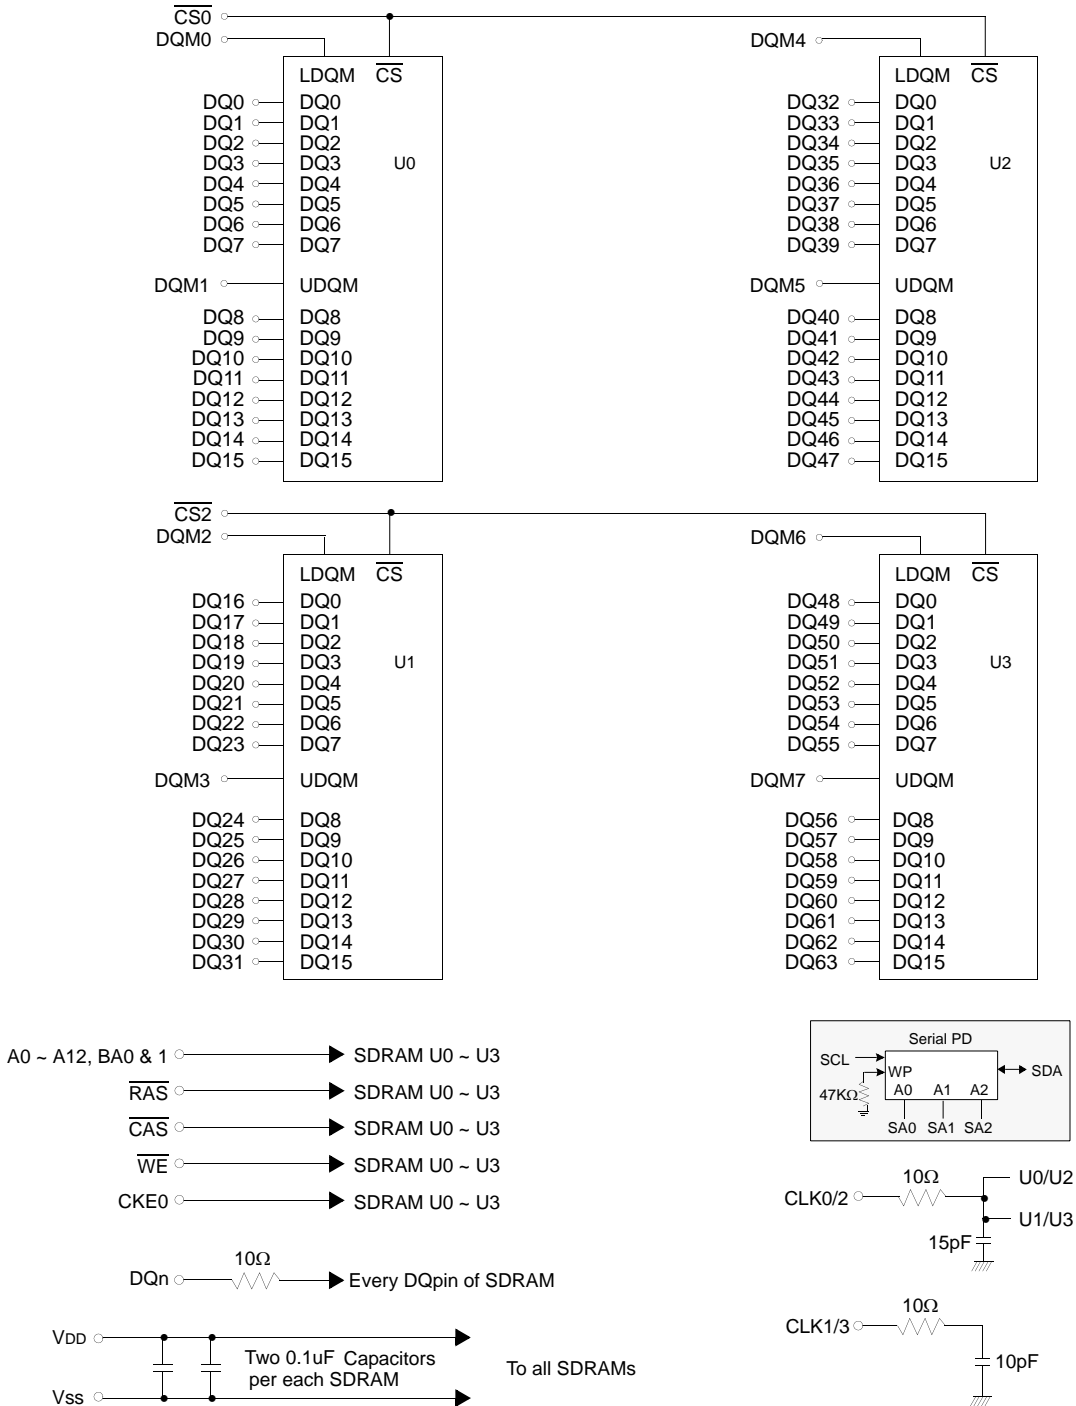 CS0
DQM0
LDQM CS
DQ0 DQ0
DQ1 DQ1
DQ2 DQ2
DQ3 DQ3 U0
DQ4 DQ4
DQ5 DQ5
DQ6 DQ6
DQ7 DQ7
DQM1 UDQM
DQ8 DQ8
DQ9 DQ9
DQ10 DQ10
DQ11 DQ11
DQ12 DQ12
DQ13 DQ13
DQ14 DQ14
DQ15 DQ15
DQM4
LDQM CS
DQ32 DQ0
DQ33 DQ1
DQ34 DQ2
DQ35 DQ3 U2
DQ36 DQ4
DQ37 DQ5
DQ38 DQ6
DQ39 DQ7
DQM5 UDQM
DQ40 DQ8
DQ41 DQ9
DQ42 DQ10
DQ43 DQ11
DQ44 DQ12
DQ45 DQ13
DQ46 DQ14
DQ47 DQ15
CS2
DQM2
LDQM CS
DQ16 DQ0
DQ17 DQ1
DQ18 DQ2
DQ19 DQ3 U1
DQ20 DQ4
DQ21 DQ5
DQ22 DQ6
DQ23 DQ7
DQM3 UDQM
DQ24 DQ8
DQ25 DQ9
DQ26 DQ10
DQ27 DQ11
DQ28 DQ12
DQ29 DQ13
DQ30 DQ14
DQ31 DQ15
DQM6
LDQM CS
DQ48 DQ0
DQ49 DQ1
DQ50 DQ2
DQ51 DQ3 U3
DQ52 DQ4
DQ53 DQ5
DQ54 DQ6
DQ55 DQ7
DQM7 UDQM
DQ56 DQ8
DQ57 DQ9
DQ58 DQ10
DQ59 DQ11
DQ60 DQ12
DQ61 DQ13
DQ62 DQ14
DQ63 DQ15
A0 ~ A12, BA0 & 1 SDRAM U0 ~ U3
RAS SDRAM U0 ~ U3
CAS SDRAM U0 ~ U3
WE SDRAM U0 ~ U3
CKE0 SDRAM U0 ~ U3
10Ω
DQn Every DQpin of SDRAM
VDD
Two 0.1uF Capacitors
per each SDRAM
To all SDRAMs
Vss
Serial PD
SCL SDA
WP
47KΩ A0 A1 A2
SA0 SA1 SA2
10Ω U0/U2
CLK0/2
U1/U3
15pF
10Ω
CLK1/3
10pF